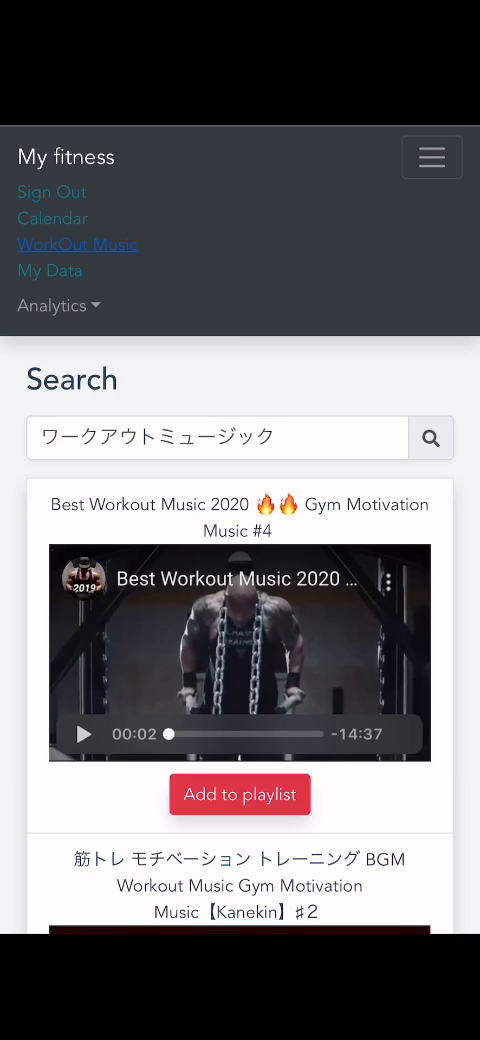 My fitness
Sign Out
Calendar
WorkOut Music
My Data
Analytics
Search
ワークアウトミュージック
Best Workout Music 2020 🔥🔥 Gym Motivation
Music #4
2019
Best Workout Music 2020 ...
00:02
-14:37
Add to playlist
筋トレ モチベーション トレーニング BGM
Workout Music Gym Motivation
Music【Kanekin】♯2